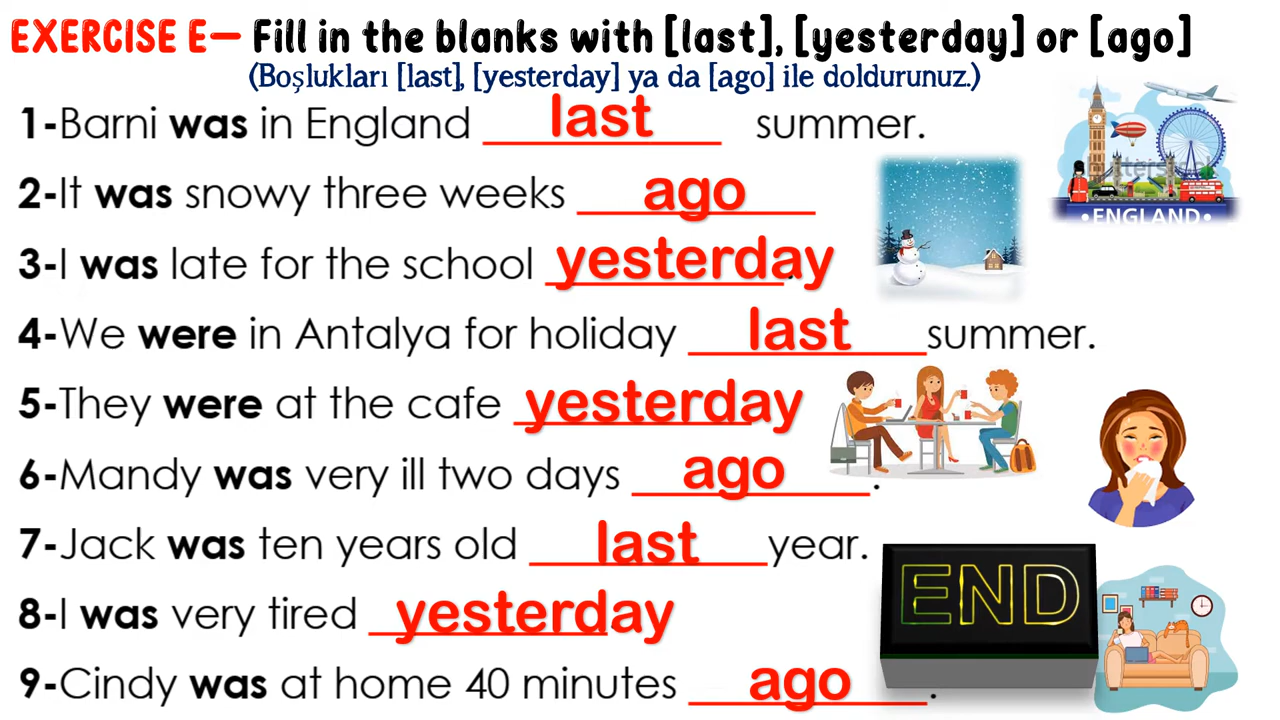 EXERCISE E— Fill in the blanks with [last], [yesterday] or [ago]
(Boşlukları [last], [yesterday] ya da [ago] ile doldurunuz.)
1-Barni was in England last summer.
2-It was snowy three weeks ago
3-I was late for the school yesterday.
4-We were in Antalya for holiday last summer.
5-They were at the cafe yesterday
6-Mandy was very ill two days ago.
7-Jack was ten years old last year.
8-I was very tired yesterday
9-Cindy was at home 40 minutes ago.
•ENGLAND•
END